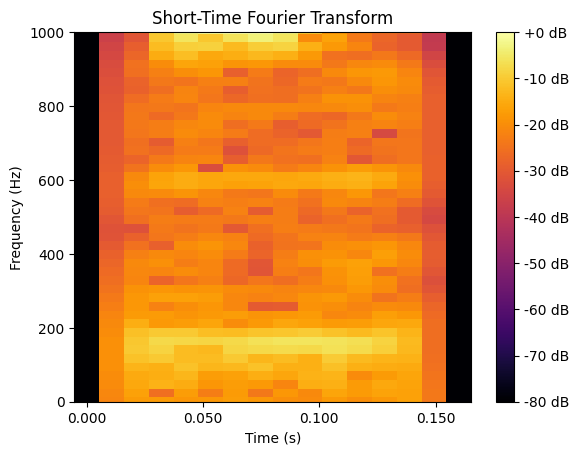 Short-Time Fourier Transform
1000
800
600
400
200
0
Frequency (Hz)
0.000
0.050
0.100
0.150
Time (s)
+0 dB
-10 dB
-20 dB
-30 dB
-40 dB
-50 dB
-60 dB
-70 dB
-80 dB